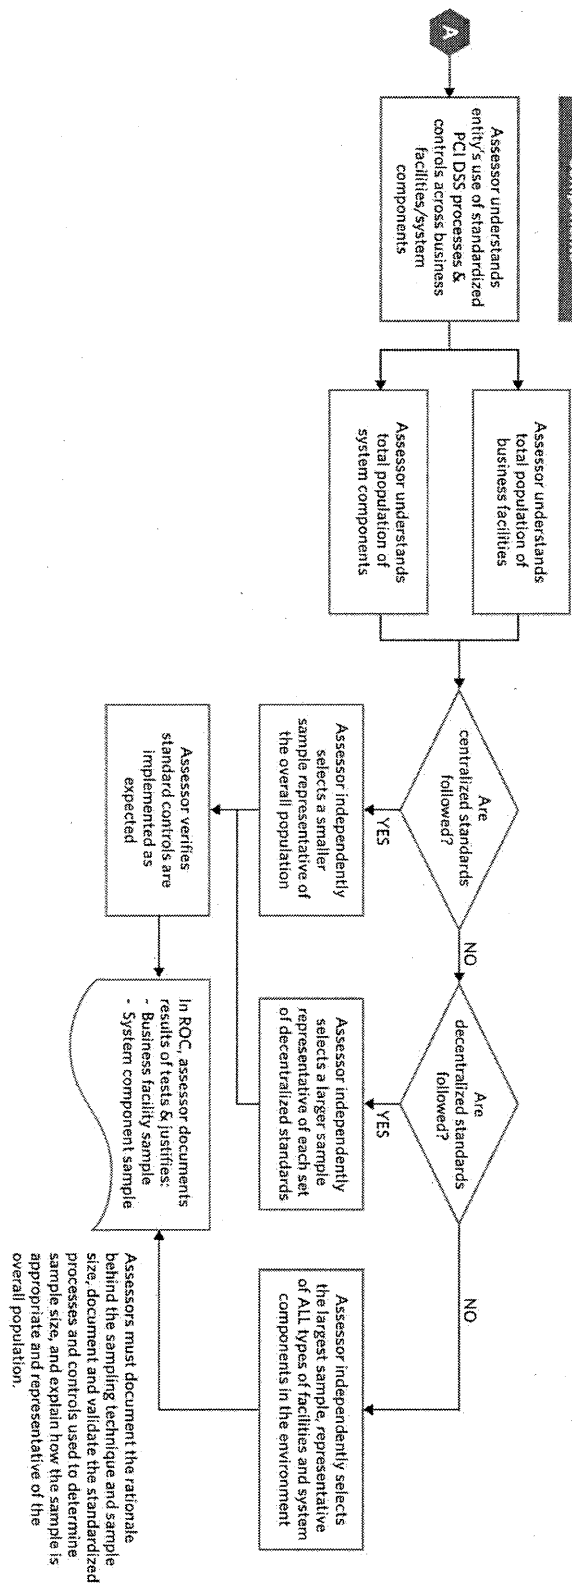 A
Assessor understands
entity's use of standardized
PCI DSS processes &
controls across business
facilities/system
components
Assessor understands
total population of
business facilities
Assessor understands
total population of
system components
Are
centralized standards
followed?
YES
NO
Assessor independently
selects a smaller
sample representative of
the overall population
Are
decentralized standards
followed?
YES
NO
Assessor independently
selects a larger sample
representative of each set
of decentralized standards
Assessor independently selects
the largest sample, representative
of ALL types of facilities and system
components in the environment
Assessor verifies
standard controls are
implemented as
expected
In ROC, assessor documents
results of tests & justifies:
- Business facility sample
- System component sample
Assessors must document the rationale
behind the sampling technique and sample
size, document and validate the standardized
processes and controls used to determine
sample size, and explain how the sample is
appropriate and representative of the
overall population.